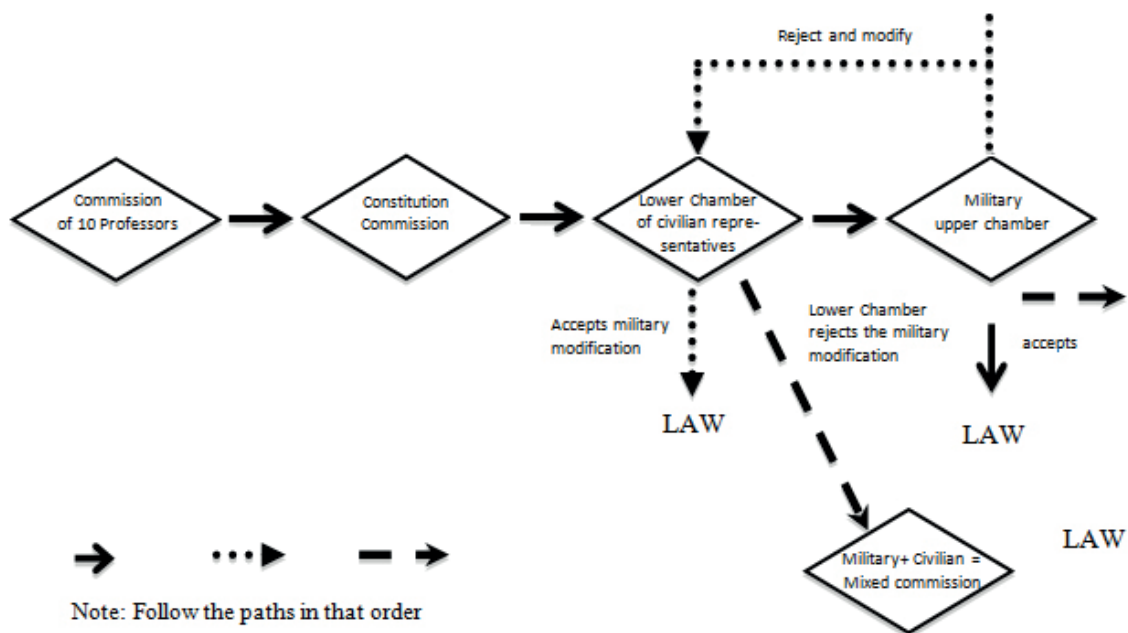 Reject and modify
Commission
of 10 Professors
Constitution
Commission
Lower Chamber
of civilian repre-
sentatives
Military
upper chamber
Accepts military
modification
Lower Chamber
rejects the military
modification
accepts
LAW
LAW
LAW
Military+ Civilian =
Mixed commission
Note: Follow the paths in that order